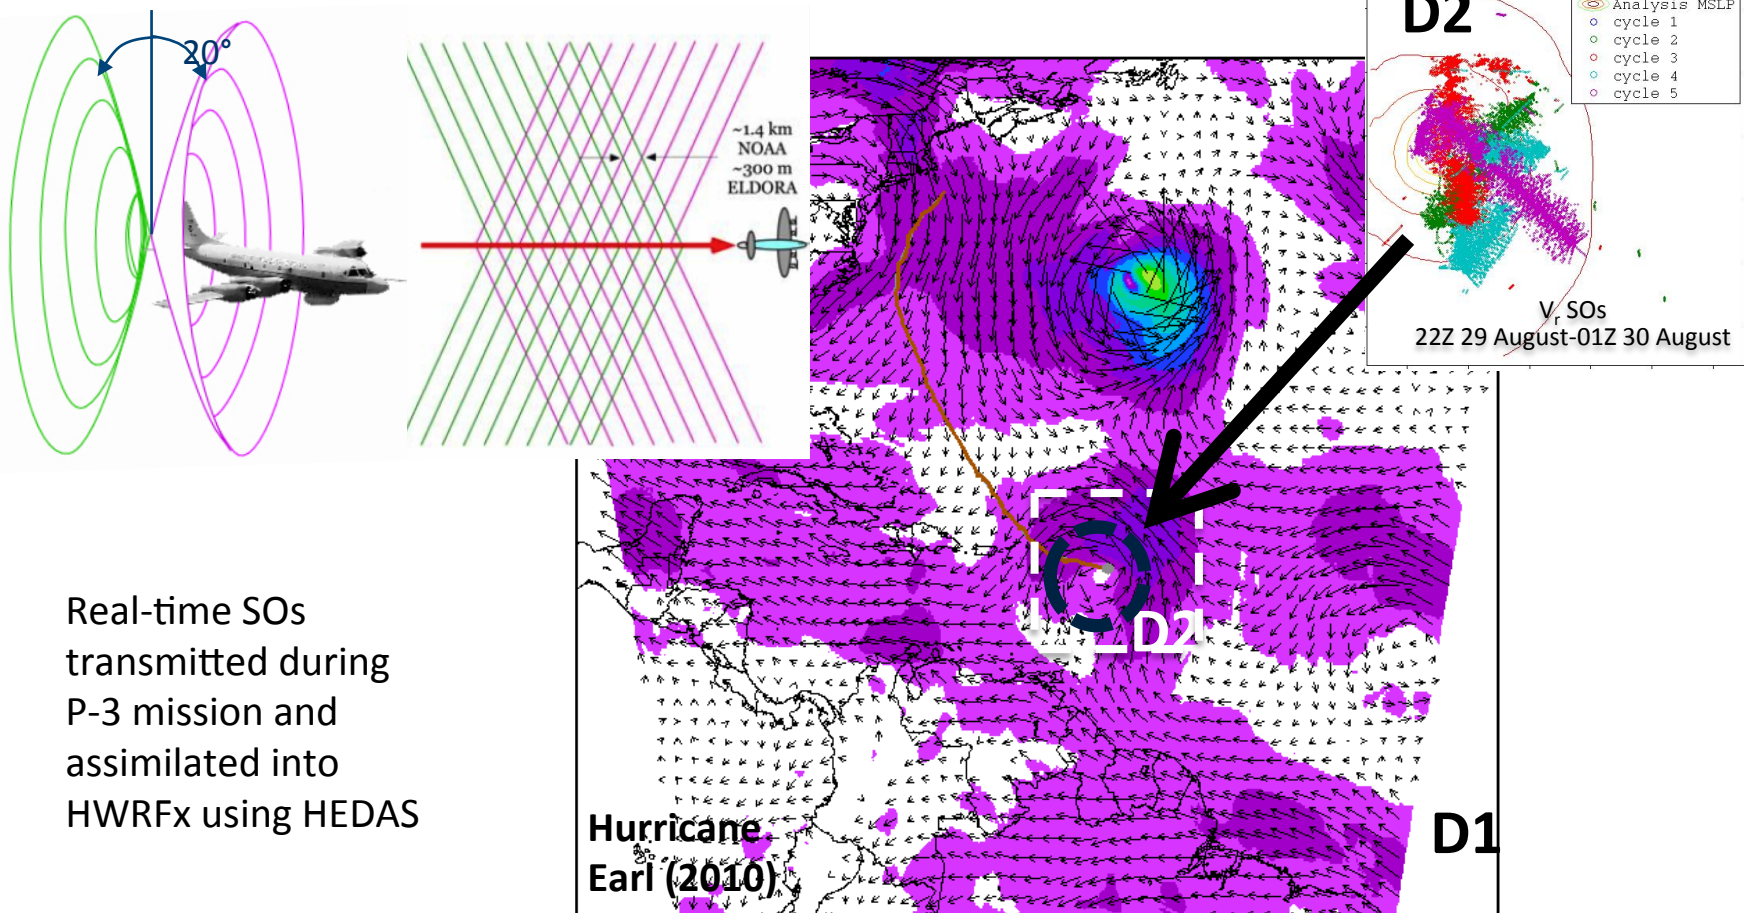 20°
~1.4 km
NOAA
~300 m
ELDORA
D2
Analysis MSLP
cycle 1
cycle 2
cycle 3
cycle 4
cycle 5
Vr SOs
22Z 29 August-01Z 30 August
D2
Real-time SOs
transmitted during
P-3 mission and
assimilated into
HWRFx using HEDAS
Hurricane
Earl (2010)
D1